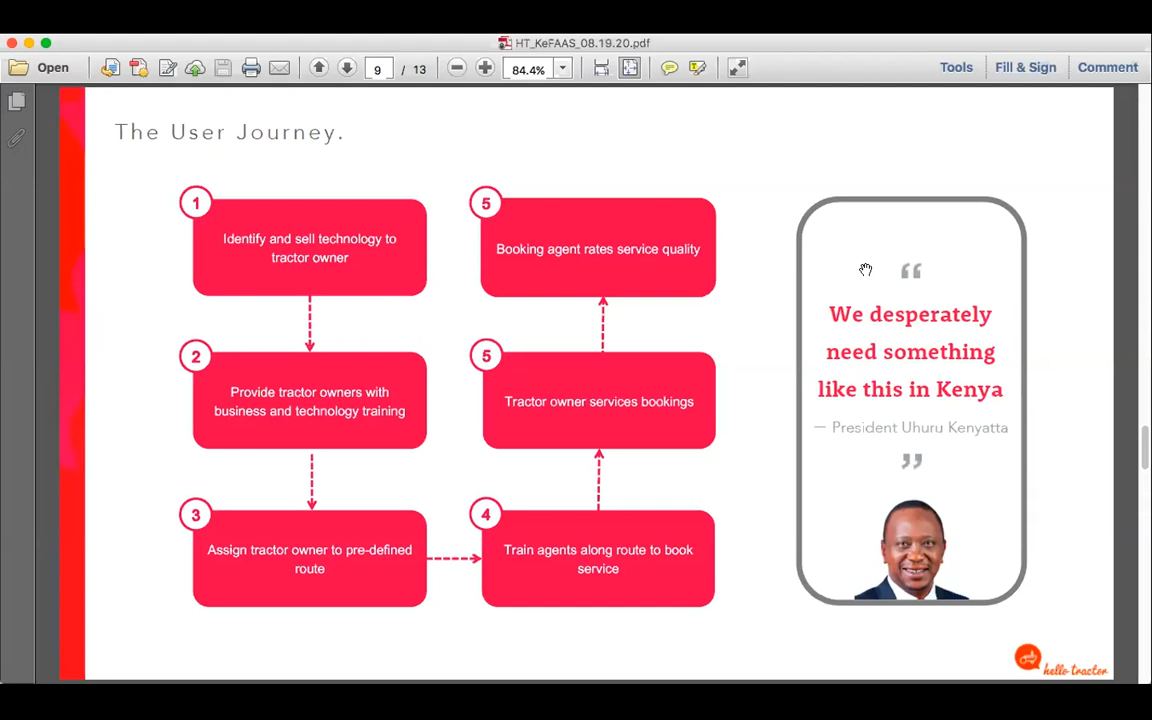 HT_KeFAAS_08.19.20.pdf
Open
9 / 13
84.4%
Tools
Fill & Sign
Comment
The User Journey.
1
Identify and sell technology to
tractor owner
2
Provide tractor owners with
business and technology training
3
Assign tractor owner to pre-defined
route
4
Train agents along route to book
service
5
Tractor owner services bookings
5
Booking agent rates service quality
“
We desperately
need something
like this in Kenya
— President Uhuru Kenyatta
”
hello tractor